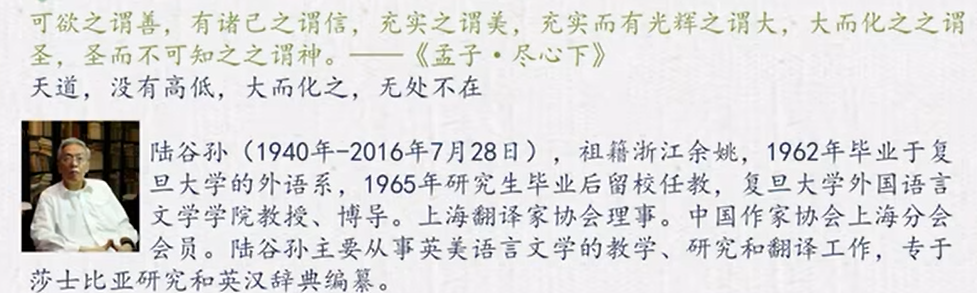 可欲之谓善，有诸己之谓信，充实之谓美，充实而有光辉之谓大，大而化之之谓
圣，圣而不可知之之谓神。——《孟子·尽心下》
天道，没有高低，大而化之，无处不在
陆谷孙（1940年-2016年7月28日），祖籍浙江余姚，1962年毕业于复
旦大学的外语系，1965年研究生毕业后留校任教，复旦大学外国语言
文学学院教授、博导。上海翻译家协会理事。中国作家协会上海分会
会员。陆谷孙主要从事英美语言文学的教学、研究和翻译工作，专于
莎士比亚研究和英汉辞典编纂。